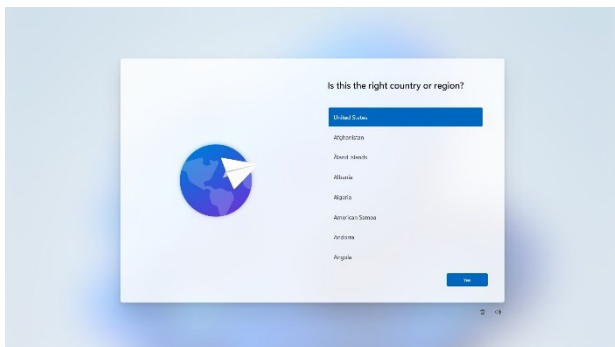 Is this the right country or region?
United States
Afghanistan
Åland Islands
Albania
Algeria
American Samoa
Andorra
Angola
Yes